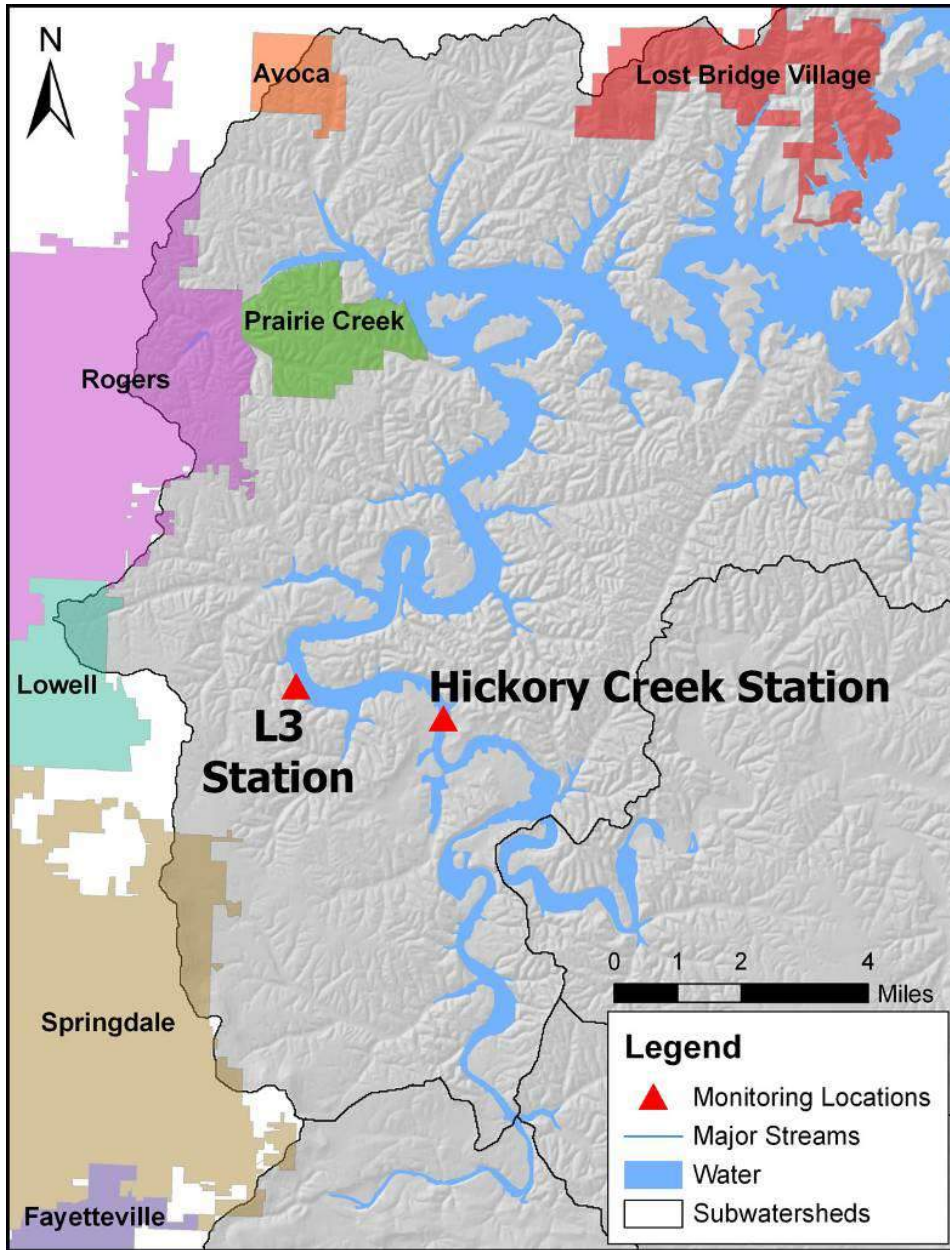 N
Avoca
Lost Bridge Village
Prairie Creek
Rogers
Lowell
Hickory Creek Station
L3
Station
Springdale
Fayetteville
0 1 2 4
Miles
Legend
Monitoring Locations
Major Streams
Water
Subwatersheds